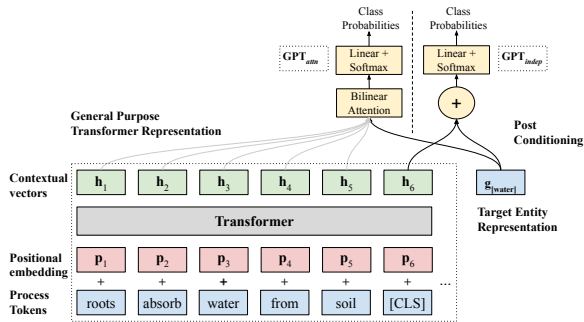 Class
Probabilities
Class
Probabilities
GPT_attn
Linear +
Softmax
Linear +
Softmax
GPT_indep
Bilinear
Attention
+
General Purpose
Transformer Representation
Post
Conditioning
Contextual
vectors
h1 h2 h3 h4 h5 h6
g[water]
Transformer
Target Entity
Representation
Positional
embedding
p1 p2 p3 p4 p5 p6
+ + + + + + ...
Process
Tokens
roots absorb water from soil [CLS]